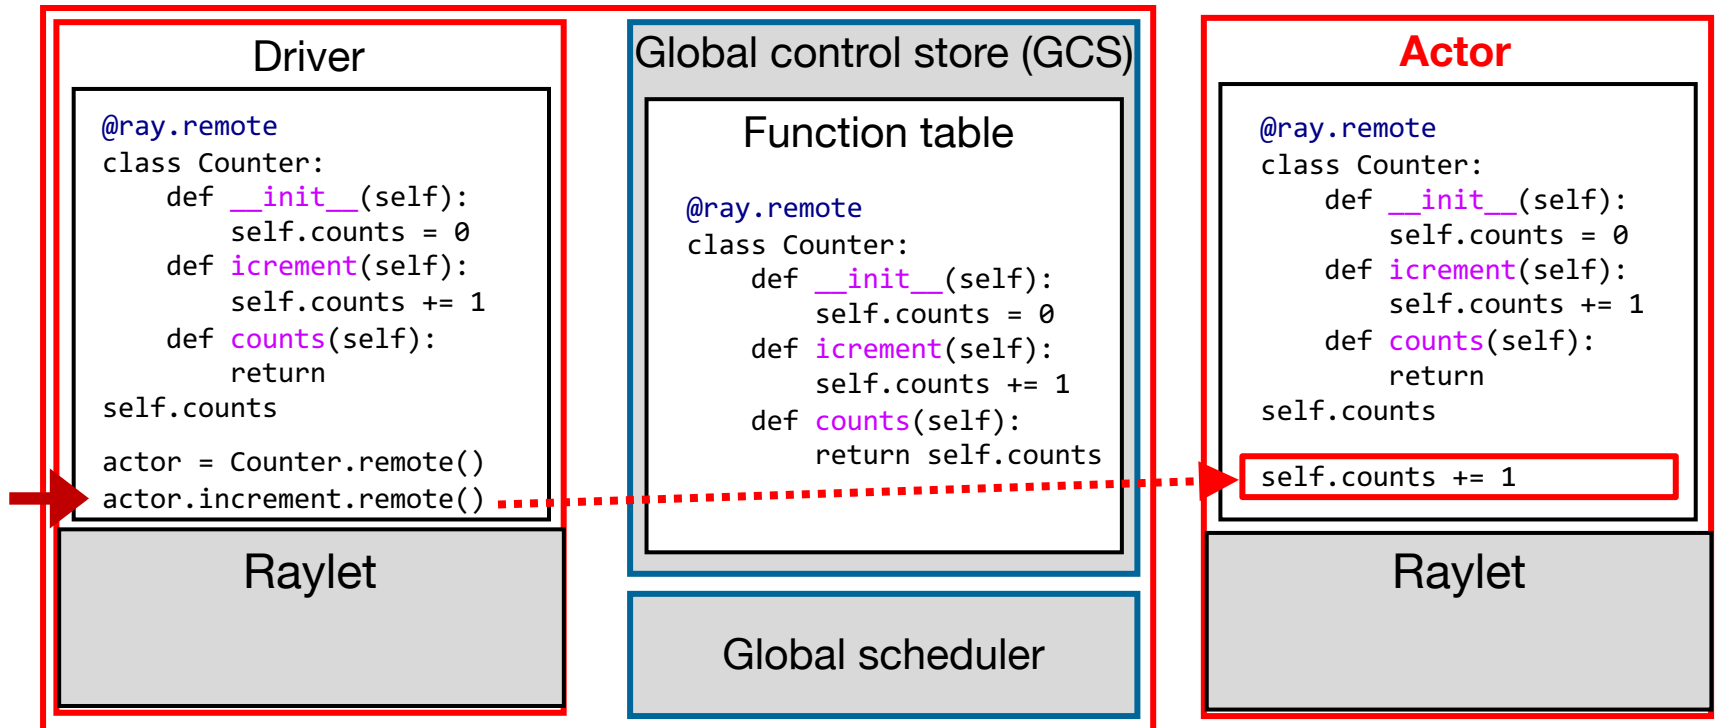 Driver
@ray.remote
class Counter:
    def __init__(self):
        self.counts = 0
    def icrement(self):
        self.counts += 1
    def counts(self):
        return
self.counts
actor = Counter.remote()
actor.increment.remote()
Raylet
Global control store (GCS)
Function table
@ray.remote
class Counter:
    def __init__(self):
        self.counts = 0
    def icrement(self):
        self.counts += 1
    def counts(self):
        return self.counts
Global scheduler
Actor
@ray.remote
class Counter:
    def __init__(self):
        self.counts = 0
    def icrement(self):
        self.counts += 1
    def counts(self):
        return
self.counts
self.counts += 1
Raylet